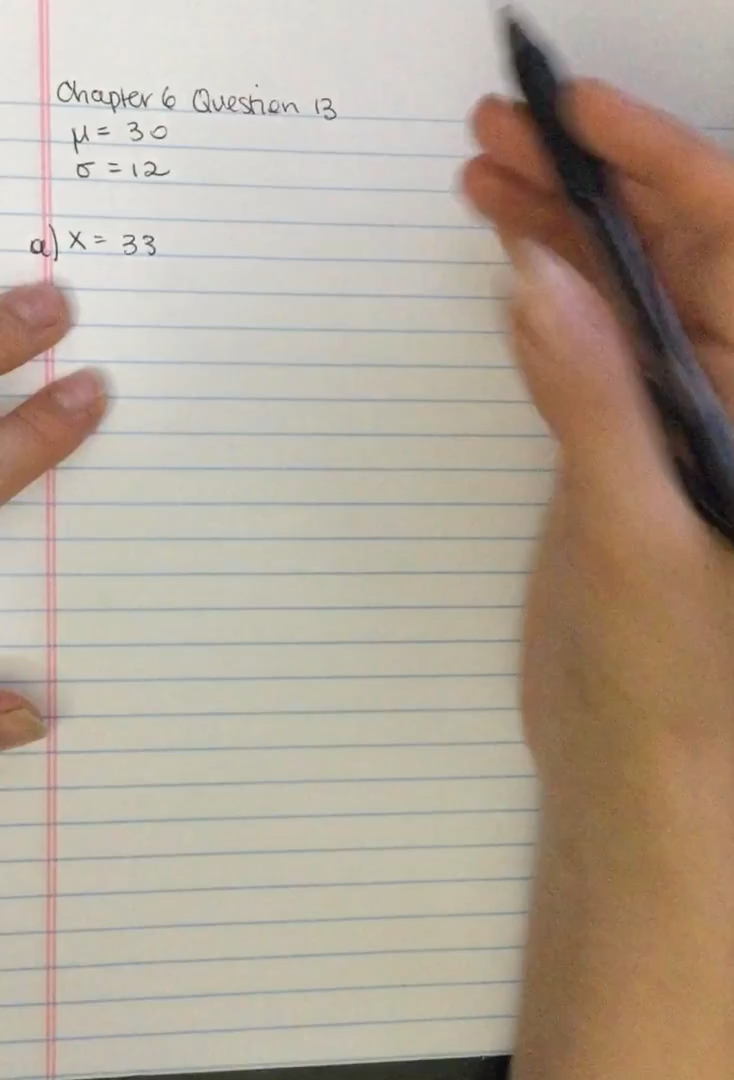 Chapter 6 Question 13
μ = 30
σ = 12
a) x = 33